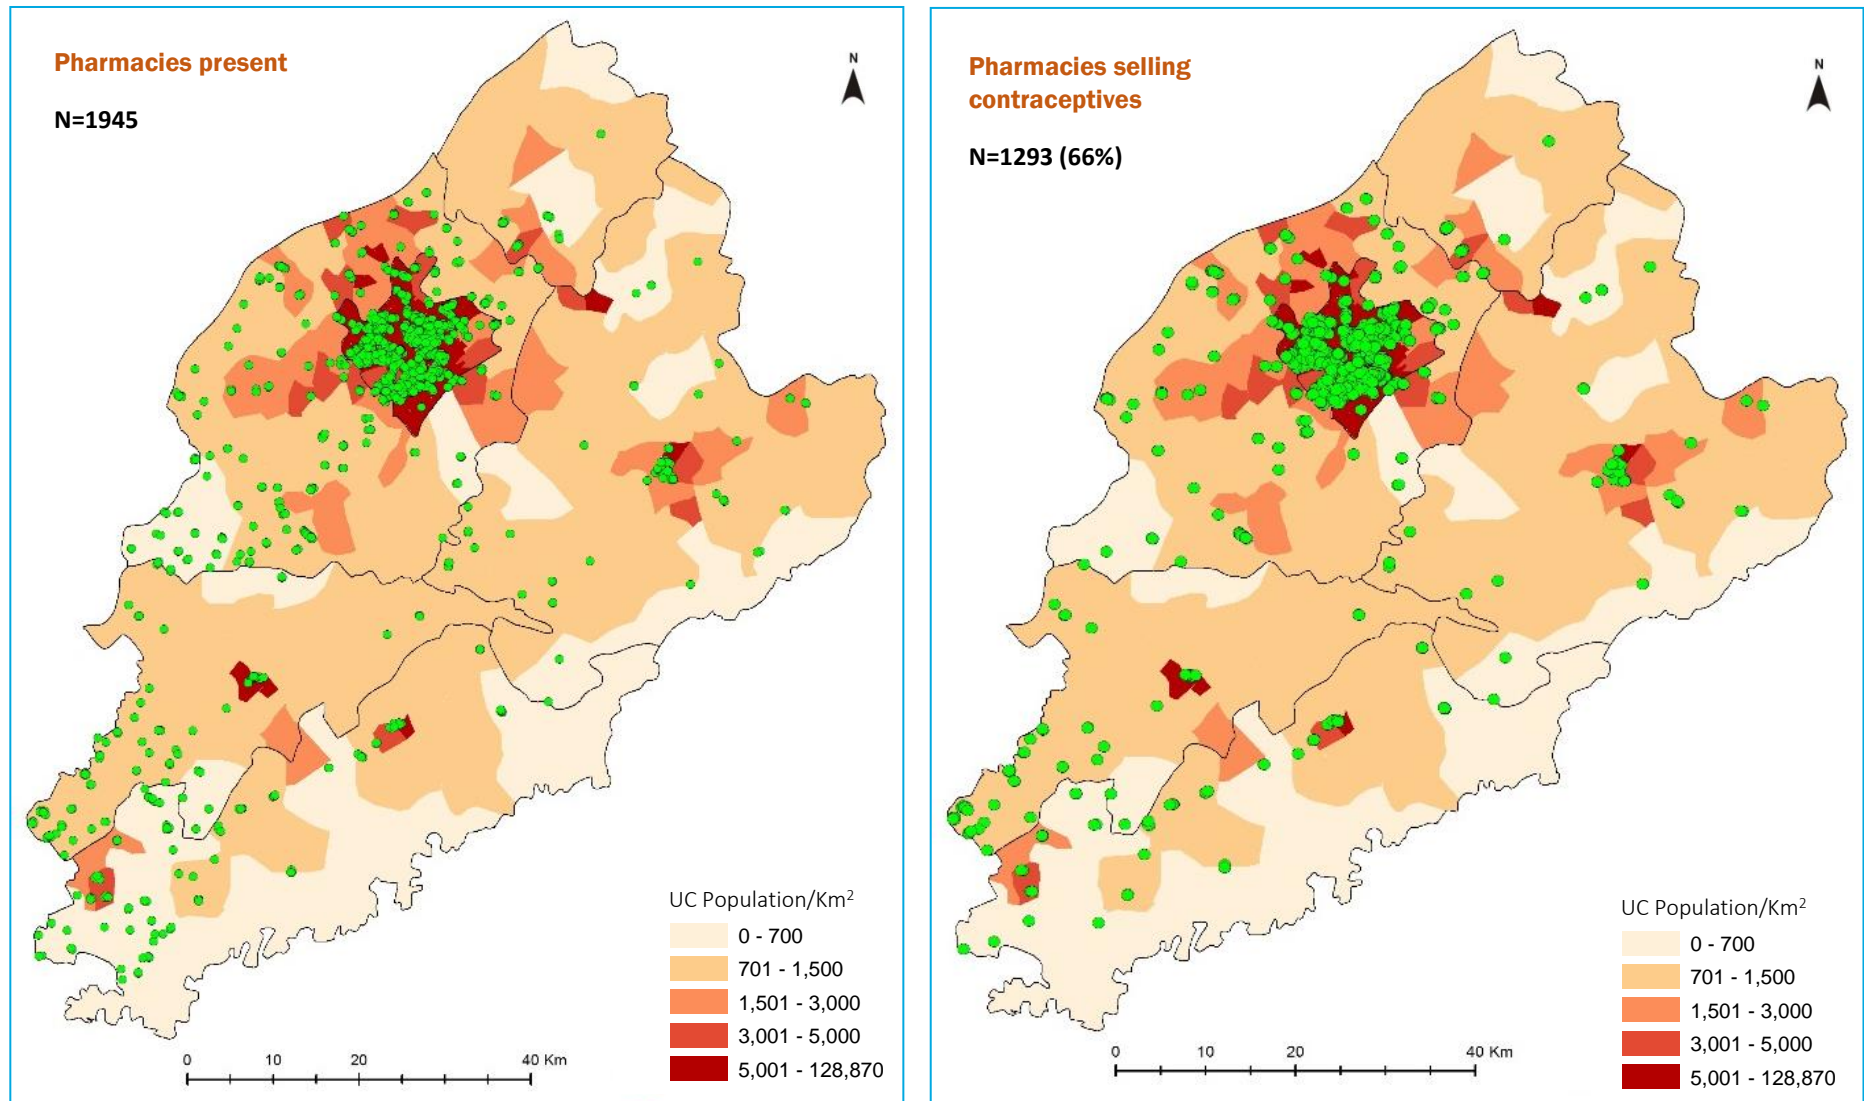 Pharmacies present
N=1945
N
UC Population/Km²
0 - 700
701 - 1,500
1,501 - 3,000
3,001 - 5,000
5,001 - 128,870
0 10 20 40 Km
Pharmacies selling
contraceptives
N=1293 (66%)
N
UC Population/Km²
0 - 700
701 - 1,500
1,501 - 3,000
3,001 - 5,000
5,001 - 128,870
0 10 20 40 Km